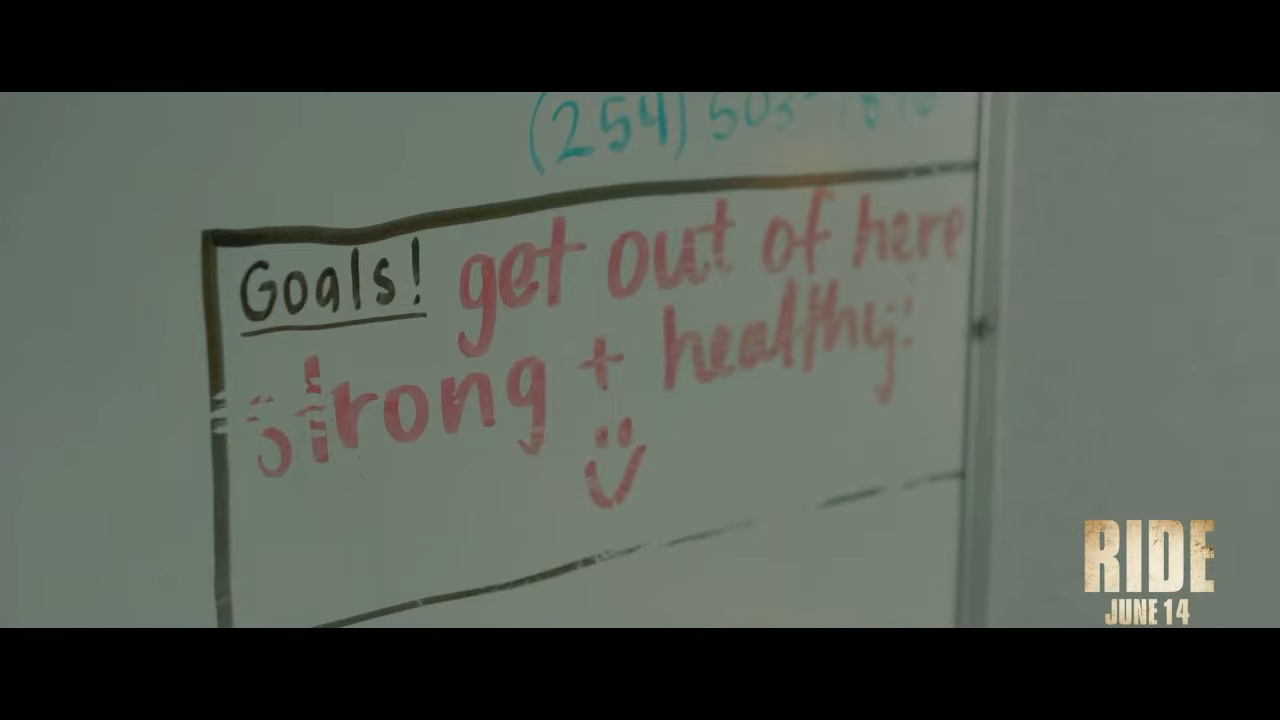 (254) 503-
Goals! get out of here
strong + healthy!
RIDE
JUNE 14